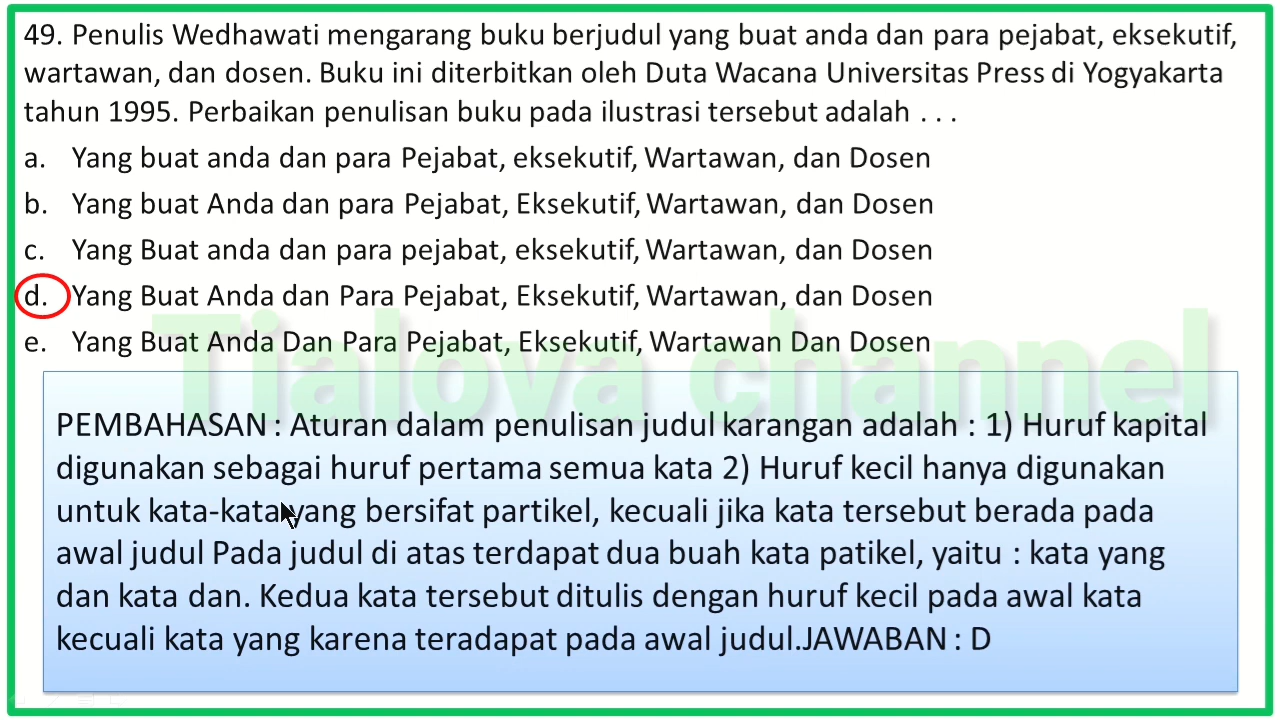 49. Penulis Wedhawati mengarang buku berjudul yang buat anda dan para pejabat, eksekutif,
wartawan, dan dosen. Buku ini diterbitkan oleh Duta Wacana Universitas Press di Yogyakarta
tahun 1995. Perbaikan penulisan buku pada ilustrasi tersebut adalah . . .
a. Yang buat anda dan para Pejabat, eksekutif, Wartawan, dan Dosen
b. Yang buat Anda dan para Pejabat, Eksekutif, Wartawan, dan Dosen
c. Yang Buat anda dan para pejabat, eksekutif, Wartawan, dan Dosen
d. Yang Buat Anda dan Para Pejabat, Eksekutif, Wartawan, dan Dosen
e. Yang Buat Anda Dan Para Pejabat, Eksekutif, Wartawan Dan Dosen
Tialova channel
PEMBAHASAN : Aturan dalam penulisan judul karangan adalah : 1) Huruf kapital
digunakan sebagai huruf pertama semua kata 2) Huruf kecil hanya digunakan
untuk kata-kata yang bersifat partikel, kecuali jika kata tersebut berada pada
awal judul Pada judul di atas terdapat dua buah kata patikel, yaitu : kata yang
dan kata dan. Kedua kata tersebut ditulis dengan huruf kecil pada awal kata
kecuali kata yang karena teradapat pada awal judul.JAWABAN : D